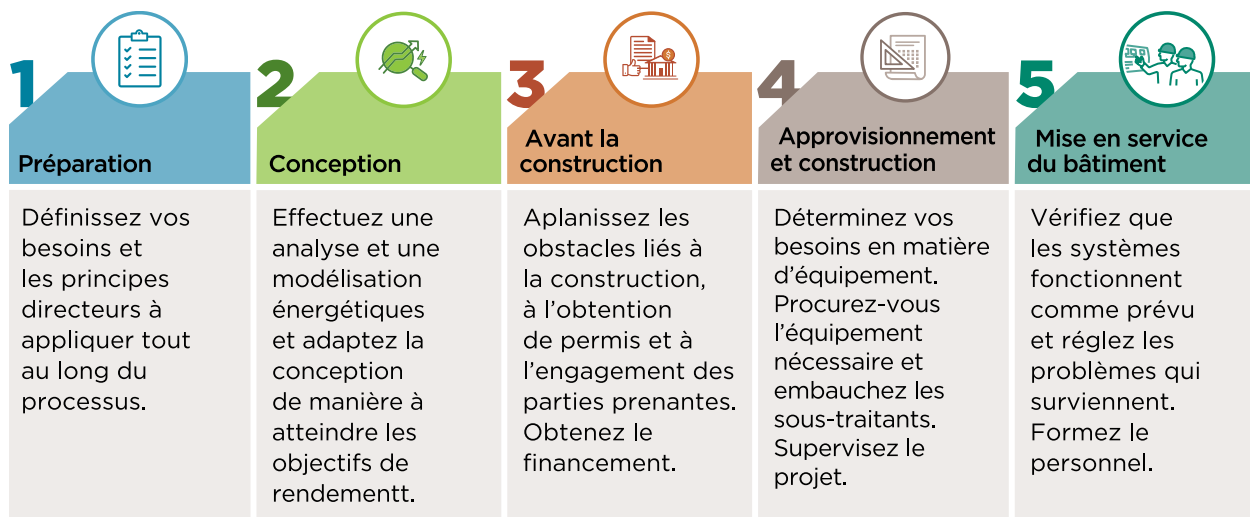 1
Préparation
Définissez vos
besoins et
les principes
directeurs à
appliquer tout
au long du
processus.
2
Conception
Effectuez une
analyse et une
modélisation
énergétiques
et adaptez la
conception
de manière à
atteindre les
objectifs de
rendementt.
3
Avant la
construction
Aplanissez les
obstacles liés à
la construction,
à l'obtention
de permis et à
l'engagement des
parties prenantes.
Obtenez le
financement.
4
Approvisionnement
et construction
Déterminez vos
besoins en matière
d'équipement.
Procurez-vous
l'équipement
nécessaire et
embauchez les
sous-traitants.
Supervisez le
projet.
5
Mise en service
du bâtiment
Vérifiez que
les systèmes
fonctionnent
comme prévu
et réglez les
problèmes qui
surviennent.
Formez le
personnel.